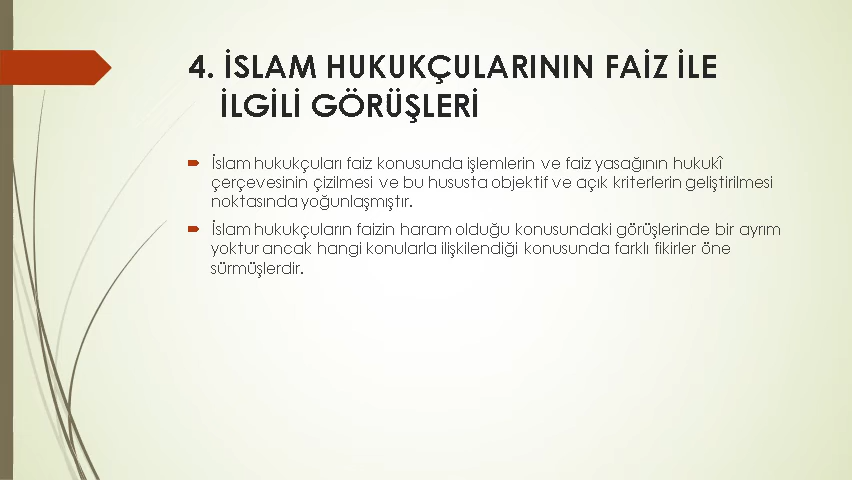 4. İSLAM HUKUKÇULARININ FAİZ İLE
İLGİLİ GÖRÜŞLERİ
İslam hukukçuları faiz konusunda işlemlerin ve faiz yasağının hukukî
çerçevesinin çizilmesi ve bu hususta objektif ve açık kriterlerin geliştirilmesi
noktasında yoğunlaşmıştır.
İslam hukukçuların faizin haram olduğu konusundaki görüşlerinde bir ayrım
yoktur ancak hangi konularla ilişkilendiği konusunda farklı fikirler öne
sürmüşlerdir.